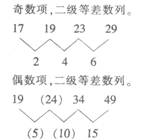 奇数项,二级等差数列。
17 19 23 29
2 4 6
偶数项,二级等差数列。
19 (24) 34 49
(5) (10) 15